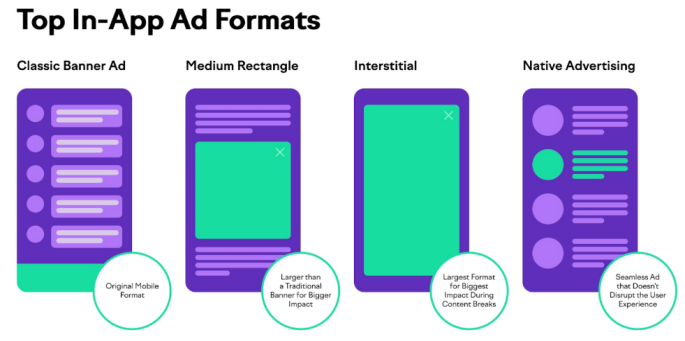 Top In-App Ad Formats
Classic Banner Ad
Medium Rectangle
Interstitial
Native Advertising
Original Mobile
Format
Larger than
a Traditional
Banner for Bigger
Impact
Largest Format
for Biggest
Impact During
Content Breaks
Seamless Ad
that Doesn't
Disrupt the User
Experience